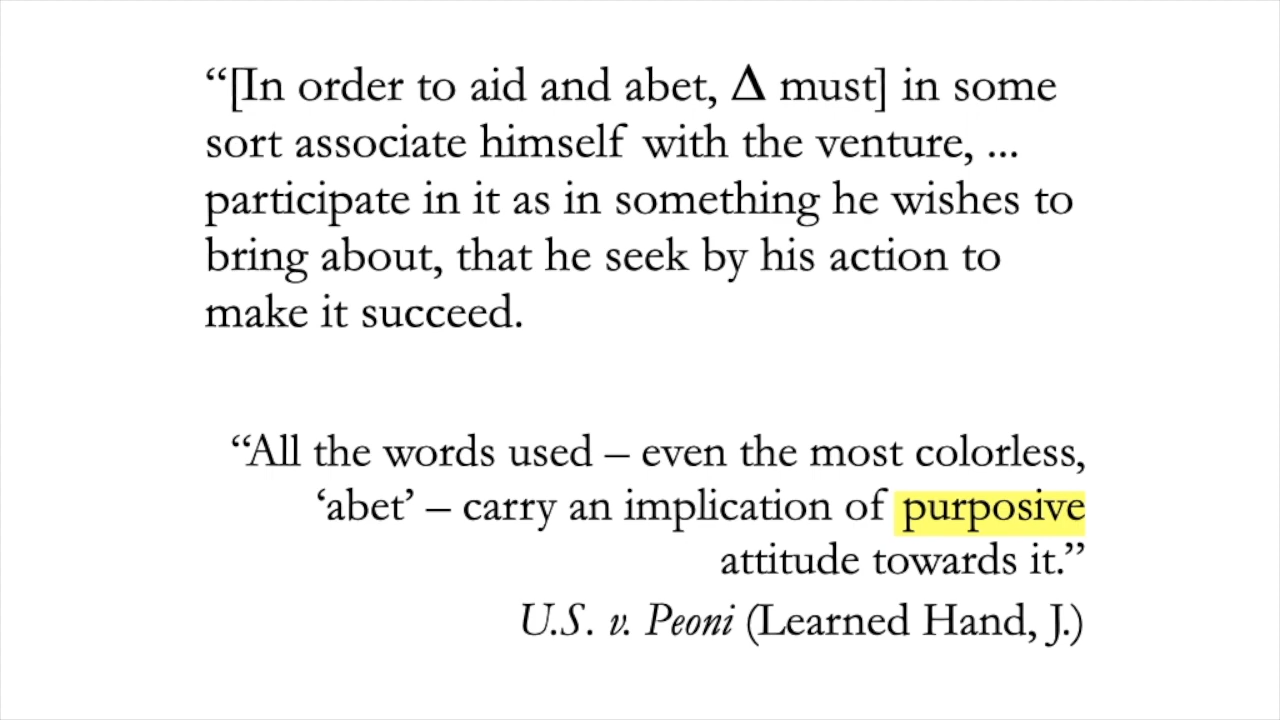 “[In order to aid and abet, Δ must] in some
sort associate himself with the venture, ...
participate in it as in something he wishes to
bring about, that he seek by his action to
make it succeed.
“All the words used – even the most colorless,
‘abet’ – carry an implication of purposive
attitude towards it.”
U.S. v. Peoni (Learned Hand, J.)